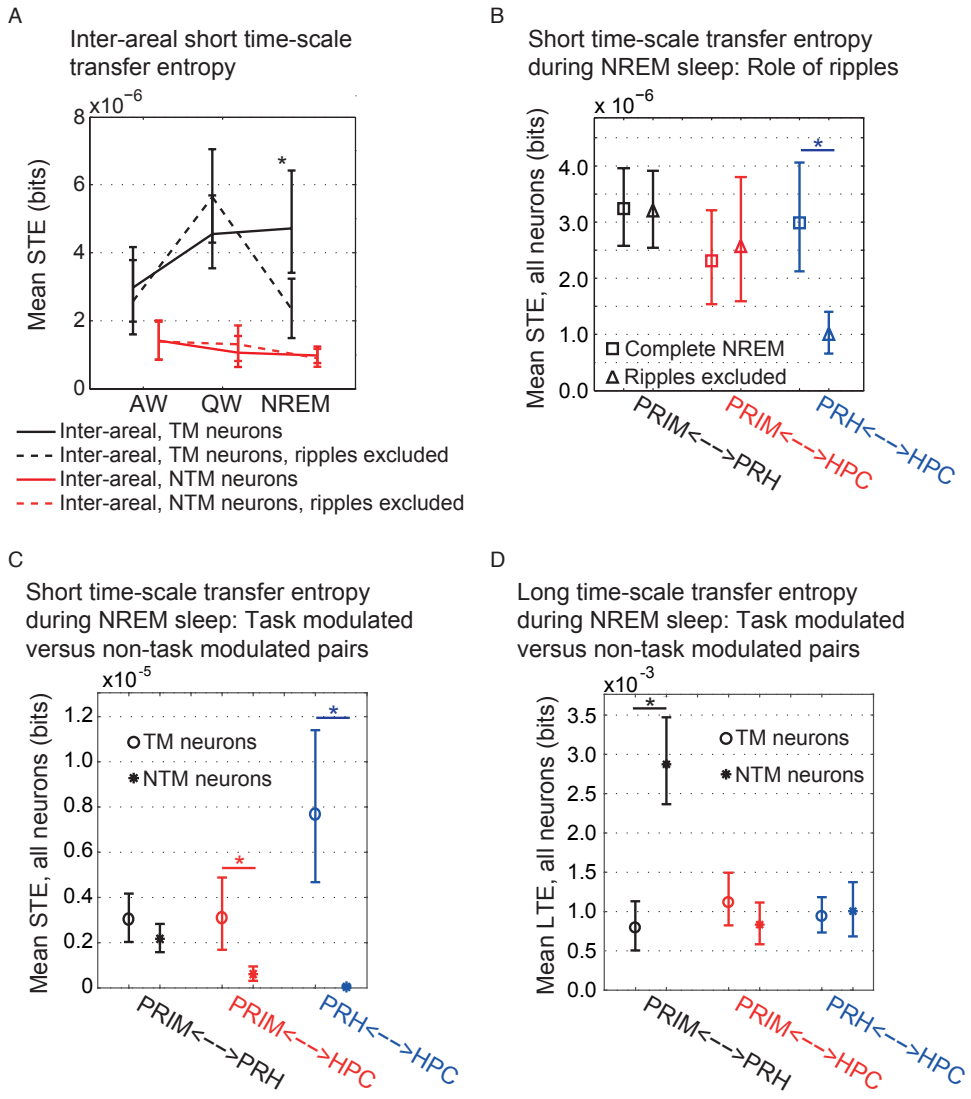 A
Inter-areal short time-scale
transfer entropy
x10⁻⁶
Mean STE (bits)
8
6
4
2
0
*
AW QW NREM
Inter-areal, TM neurons
Inter-areal, TM neurons, ripples excluded
Inter-areal, NTM neurons
Inter-areal, NTM neurons, ripples excluded
B
Short time-scale transfer entropy
during NREM sleep: Role of ripples
x 10⁻⁶
Mean STE, all neurons (bits)
4.0
3.0
2.0
1.0
0.0
*
Complete NREM
Ripples excluded
PRIM<--->PRH
PRIM<--->HPC
PRH<--->HPC
C
Short time-scale transfer entropy
during NREM sleep: Task modulated
versus non-task modulated pairs
x10⁻⁵
Mean STE, all neurons (bits)
1.2
0.8
0.4
0.2
0
TM neurons
NTM neurons
*
*
PRIM<--->PRH
PRIM<--->HPC
PRH<--->HPC
D
Long time-scale transfer entropy
during NREM sleep: Task modulated
versus non-task modulated pairs
x10⁻³
Mean LTE, all neurons (bits)
3.5
3.0
2.5
2.0
1.5
1.0
0.5
0.0
*
TM neurons
NTM neurons
PRIM<--->PRH
PRIM<--->HPC
PRH<--->HPC